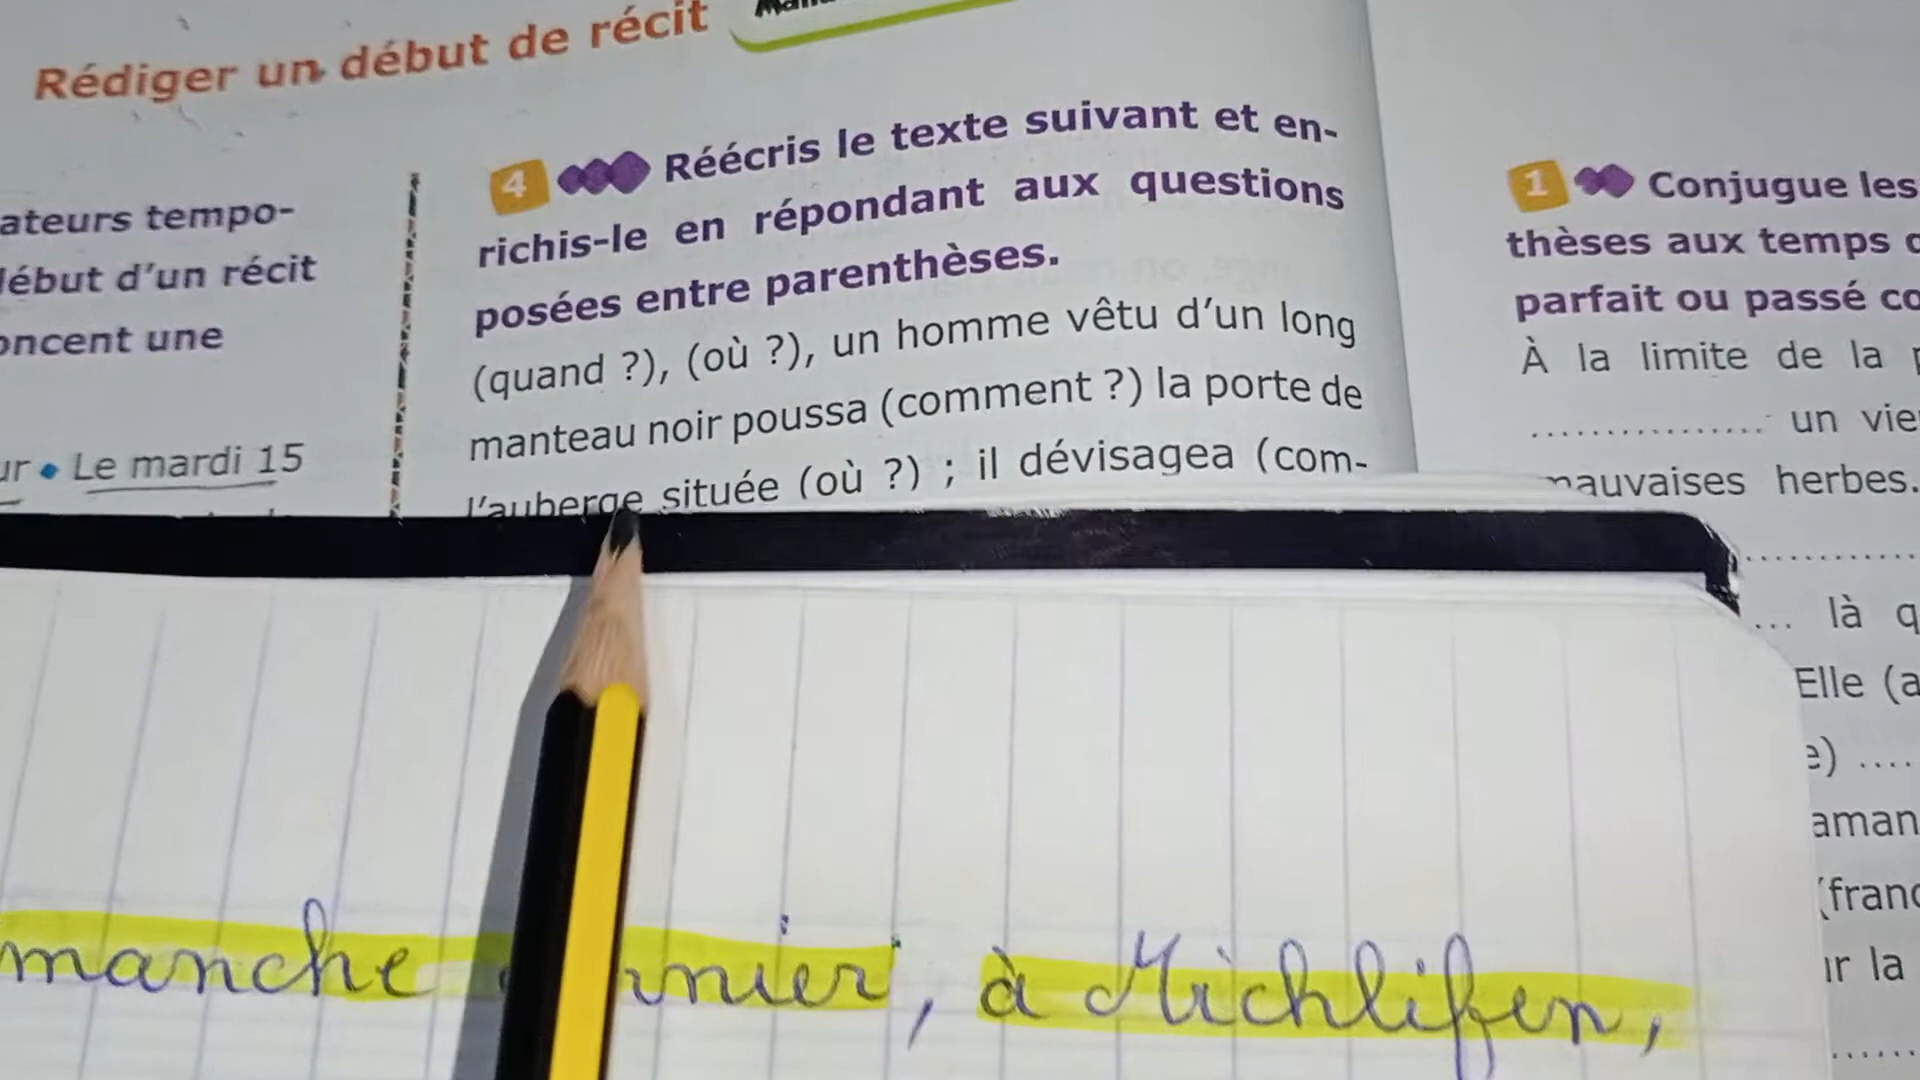 Rédiger un début de récit
ateurs tempo-
début d'un récit
oncent une
ur • Le mardi 15
4 Réécris le texte suivant et en-
richis-le en répondant aux questions
posées entre parenthèses.
(quand ?), (où ?), un homme vêtu d'un long
manteau noir poussa (comment ?) la porte de
l'auberge située (où ?) ; il dévisagea (com-
1 Conjugue les
thèses aux temps
parfait ou passé co
À la limite de la
un vie
mauvaises herbes.
... là q
Elle (a
e) ....
aman
(franc
ur la
manche rnier, à Michlifen,